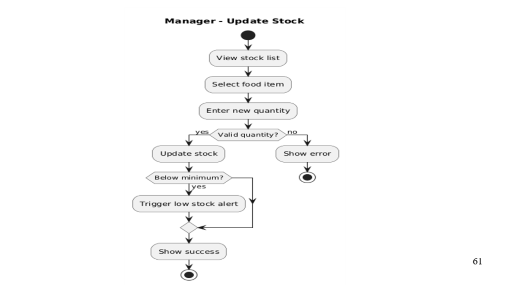 Manager - Update Stock
View stock list
Select food item
Enter new quantity
yes Valid quantity? no
Update stock Show error
Below minimum?
yes
Trigger low stock alert
Show success
61